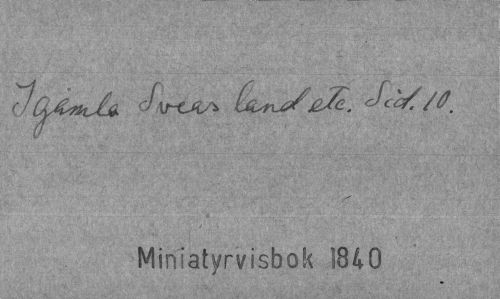 I gamla Sveas land etc. Sid. 10.
Miniatyrvisbok 1840